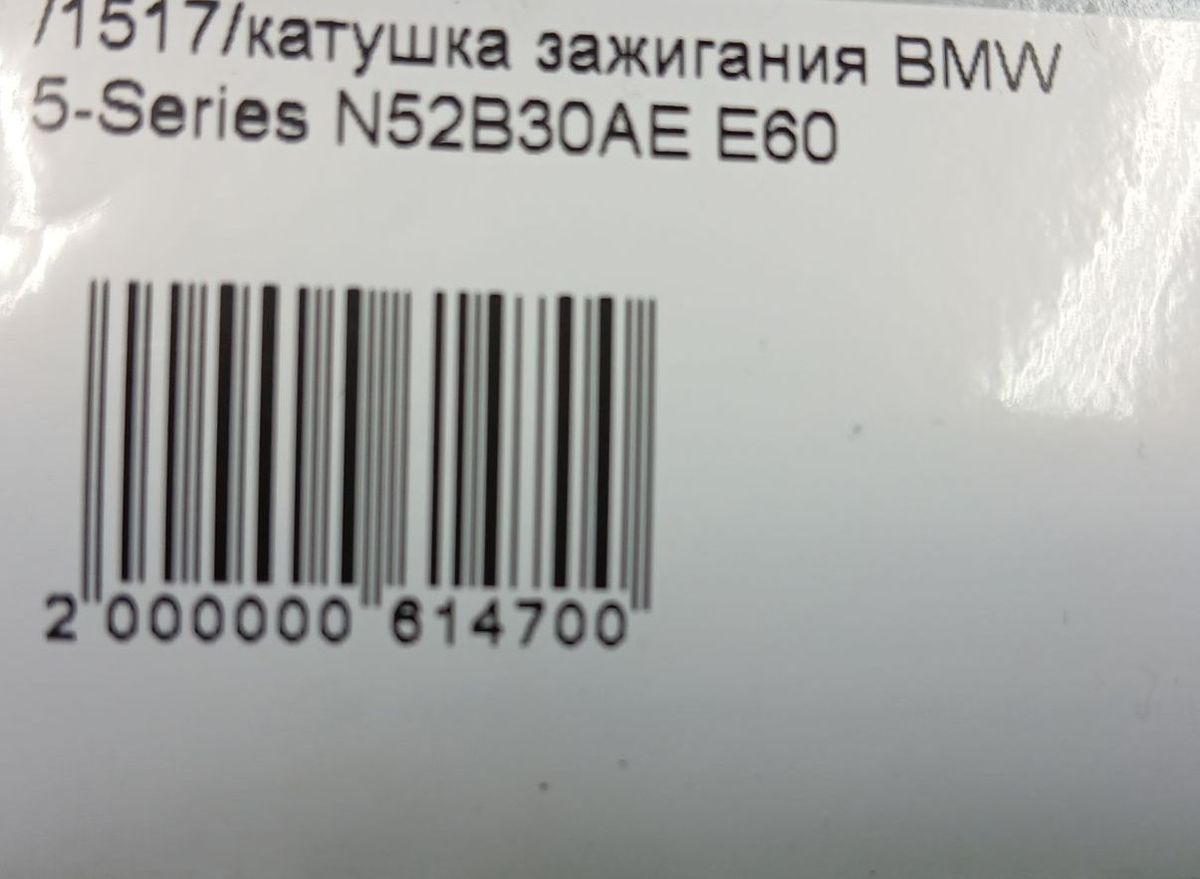 /1517/катушка зажигания BMW
5-Series N52B30AE E60
2 000000 614700